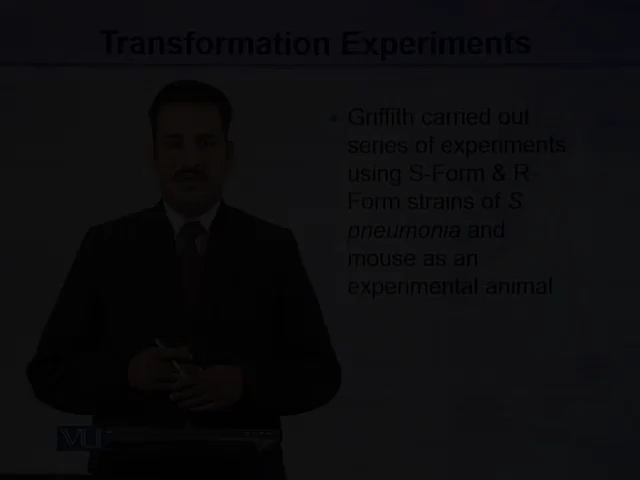 Transformation Experiments
• Griffith carried out
series of experiments
using S-Form & R-
Form strains of S
pneumonia and
mouse as an
experimental animal